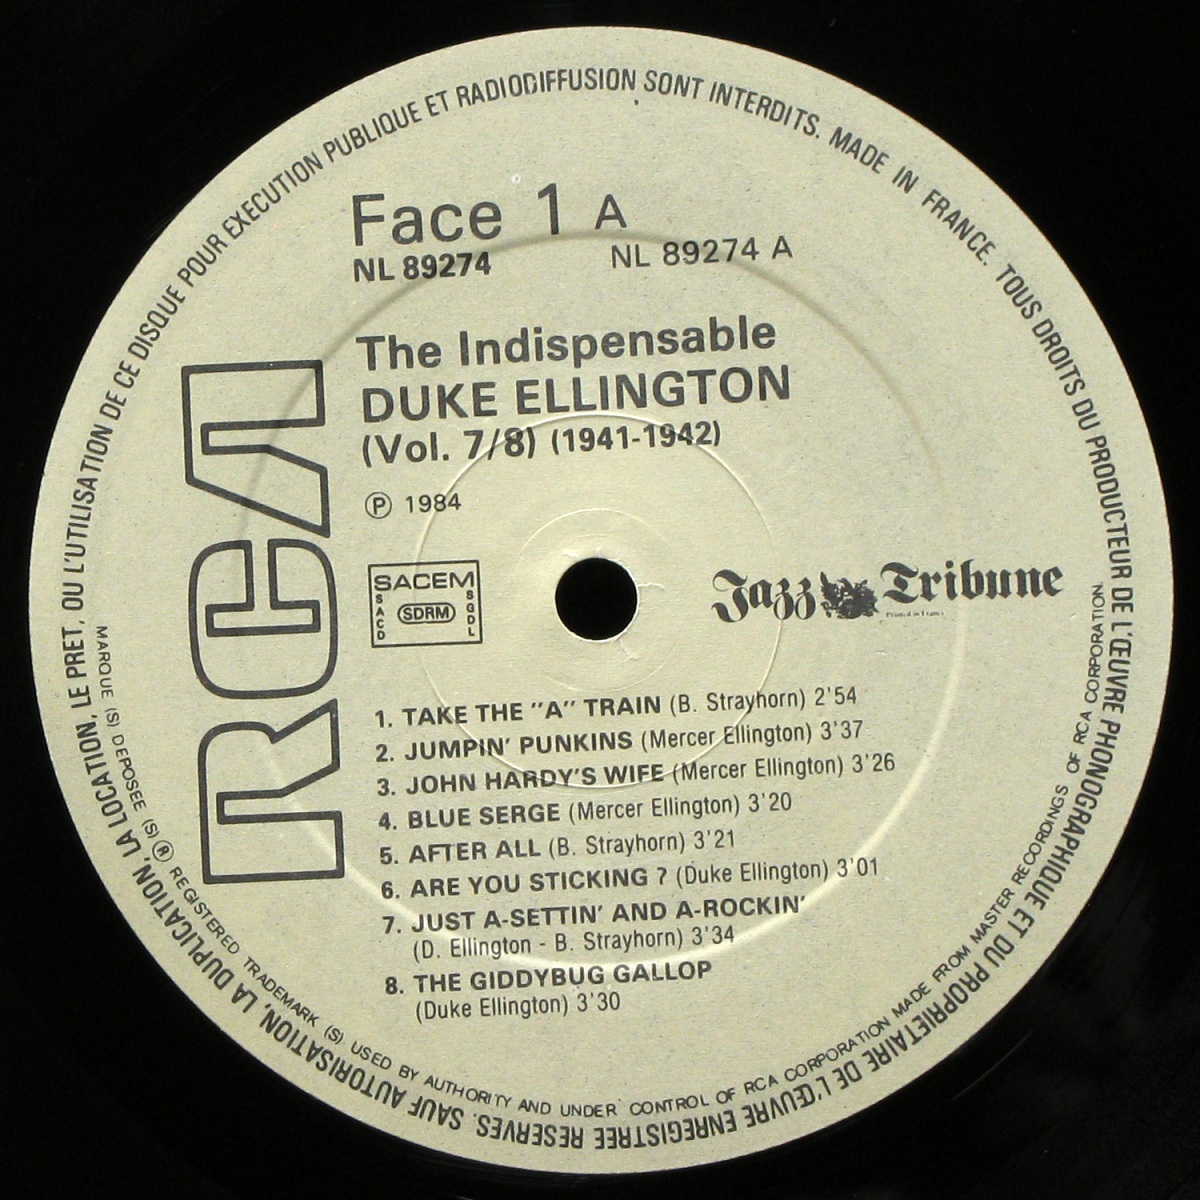 Face 1 A
NL 89274 NL 89274 A
The Indispensable
DUKE ELLINGTON
(Vol. 7/8) (1941-1942)
Ⓟ 1984
RCA
SACEM
SACD SDRM SGDL
Jazz Tribune
Printed in France
1. TAKE THE "A" TRAIN (B. Strayhorn) 2'54
2. JUMPIN' PUNKINS (Mercer Ellington) 3'37
3. JOHN HARDY'S WIFE (Mercer Ellington) 3'26
4. BLUE SERGE (Mercer Ellington) 3'20
5. AFTER ALL (B. Strayhorn) 3'21
6. ARE YOU STICKING ? (Duke Ellington) 3'01
7. JUST A-SETTIN' AND A-ROCKIN'
(D. Ellington - B. Strayhorn) 3'34
8. THE GIDDYBUG GALLOP
(Duke Ellington) 3'30
MADE IN FRANCE. TOUS DROITS DU PRODUCTEUR DE L'ŒUVRE PHONOGRAPHIQUE ET DU PROPRIETAIRE DE L'ŒUVRE ENREGISTREE RESERVES. SAUF AUTORISATION, LA DUPLICATION, LA LOCATION, LE PRET, OU L'UTILISATION DE CE DISQUE POUR EXECUTION PUBLIQUE ET RADIODIFFUSION SONT INTERDITS.
MARQUE (S) DEPOSEE (S) ® REGISTERED TRADEMARK (S) USED BY AUTHORITY AND UNDER CONTROL OF RCA CORPORATION MADE FROM MASTER RECORDINGS OF RCA CORPORATION